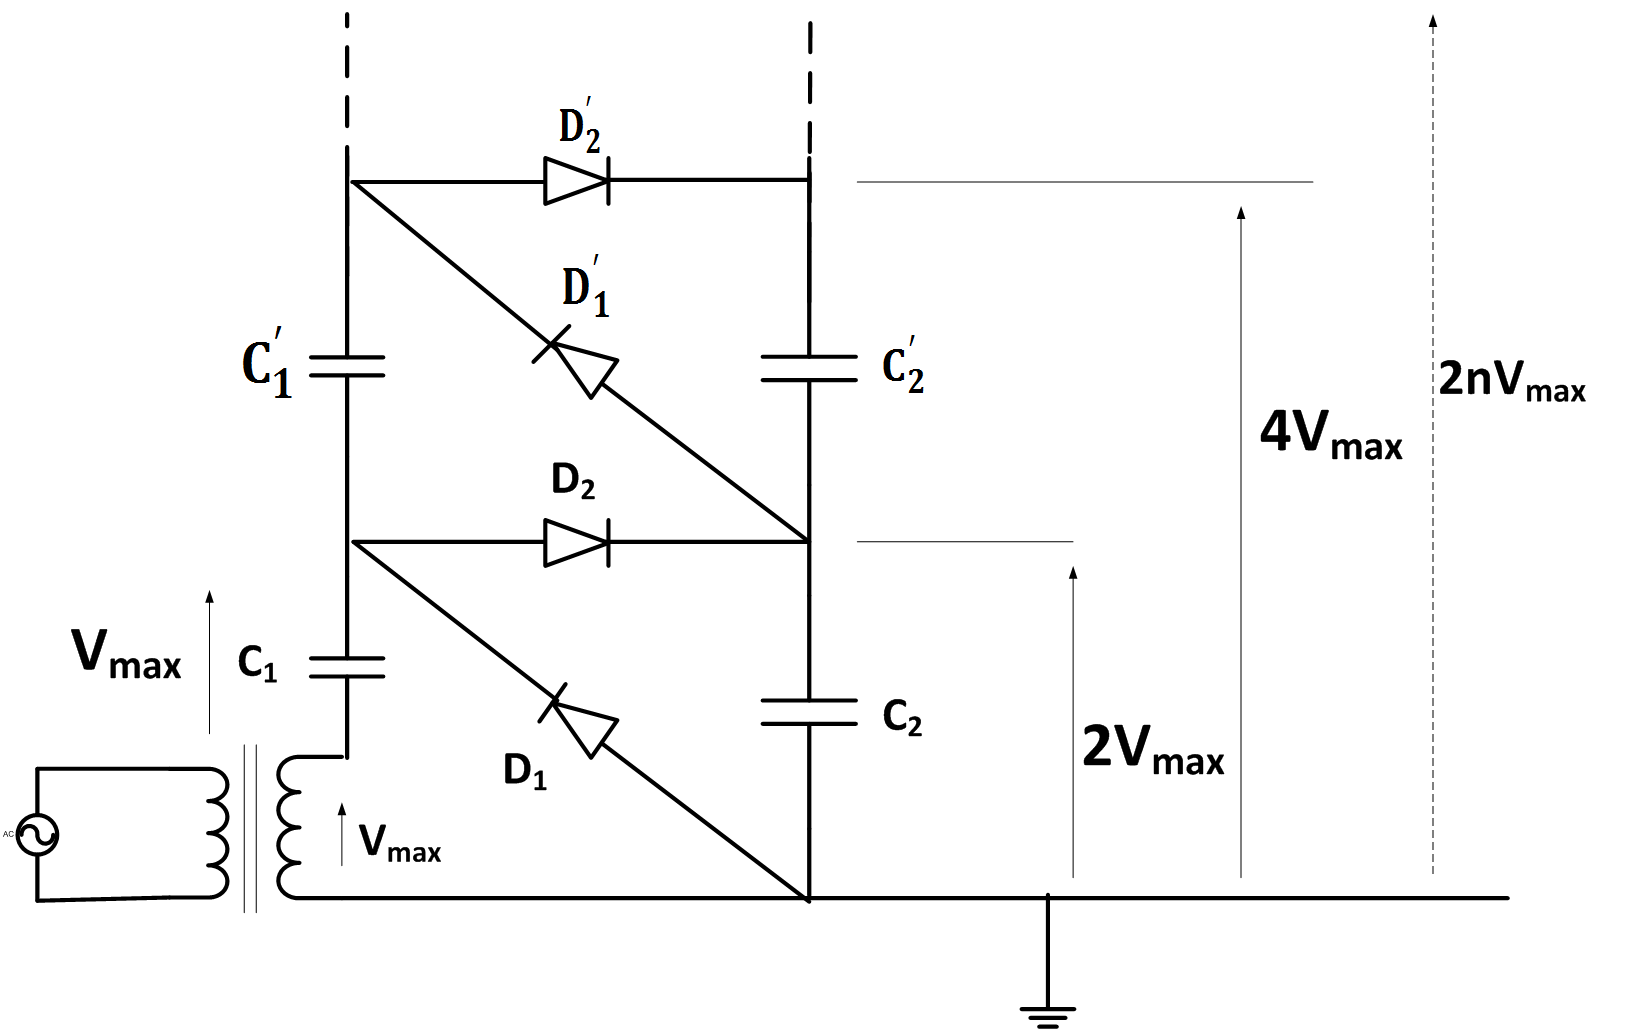 D′₂
D′₁
C′₁
C′₂
2nVmax
4Vmax
D₂
Vmax
C₁
C₂
2Vmax
D₁
AC
Vmax